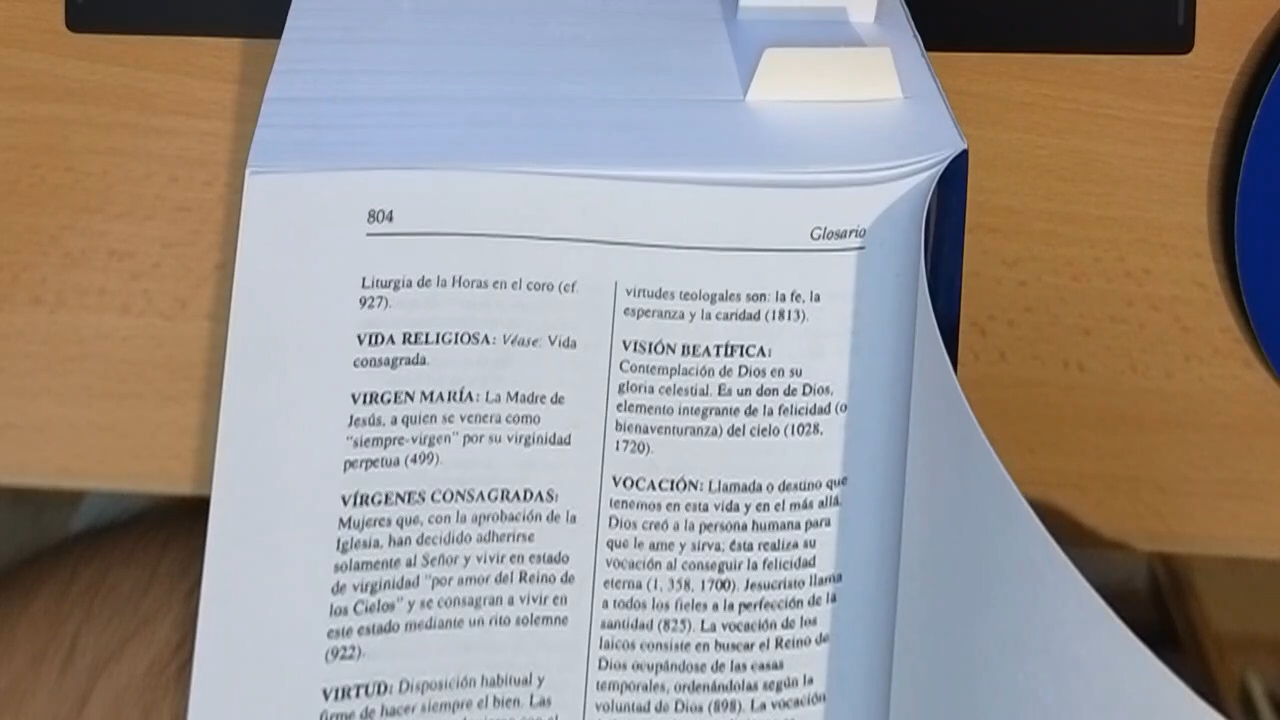 804
Glosario
Liturgia de la Horas en el coro (cf.
927).
VIDA RELIGIOSA: Véase: Vida
consagrada.
VIRGEN MARÍA: La Madre de
Jesús, a quien se venera como
"siempre-virgen" por su virginidad
perpetua (499).
VÍRGENES CONSAGRADAS:
Mujeres que, con la aprobación de la
Iglesia, han decidido adherirse
solamente al Señor y vivir en estado
de virginidad "por amor del Reino de
los Cielos" y se consagran a vivir en
este estado mediante un rito solemne
(922).
VIRTUD: Disposición habitual y
firme de hacer siempre el bien. Las
virtudes teologales son: la fe, la
esperanza y la caridad (1813).
VISIÓN BEATÍFICA:
Contemplación de Dios en su
gloria celestial. Es un don de Dios,
elemento integrante de la felicidad (o
bienaventuranza) del cielo (1028,
1720).
VOCACIÓN: Llamada o destino que
tenemos en esta vida y en el más allá.
Dios creó a la persona humana para
que le ame y sirva; ésta realiza su
vocación al conseguir la felicidad
eterna (1, 358, 1700). Jesucristo llama
a todos los fieles a la perfección de la
santidad (825). La vocación de los
laicos consiste en buscar el Reino de
Dios ocupándose de las casas
temporales, ordenándolas según la
voluntad de Dios (898). La vocación